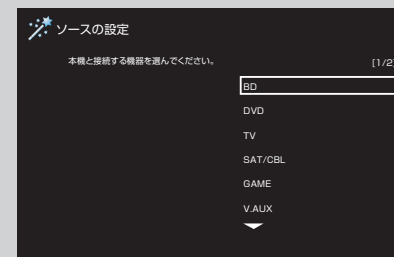 ソースの設定
本機と接続する機器を選んでください。
[1/2]
BD
DVD
TV
SAT/CBL
GAME
V.AUX